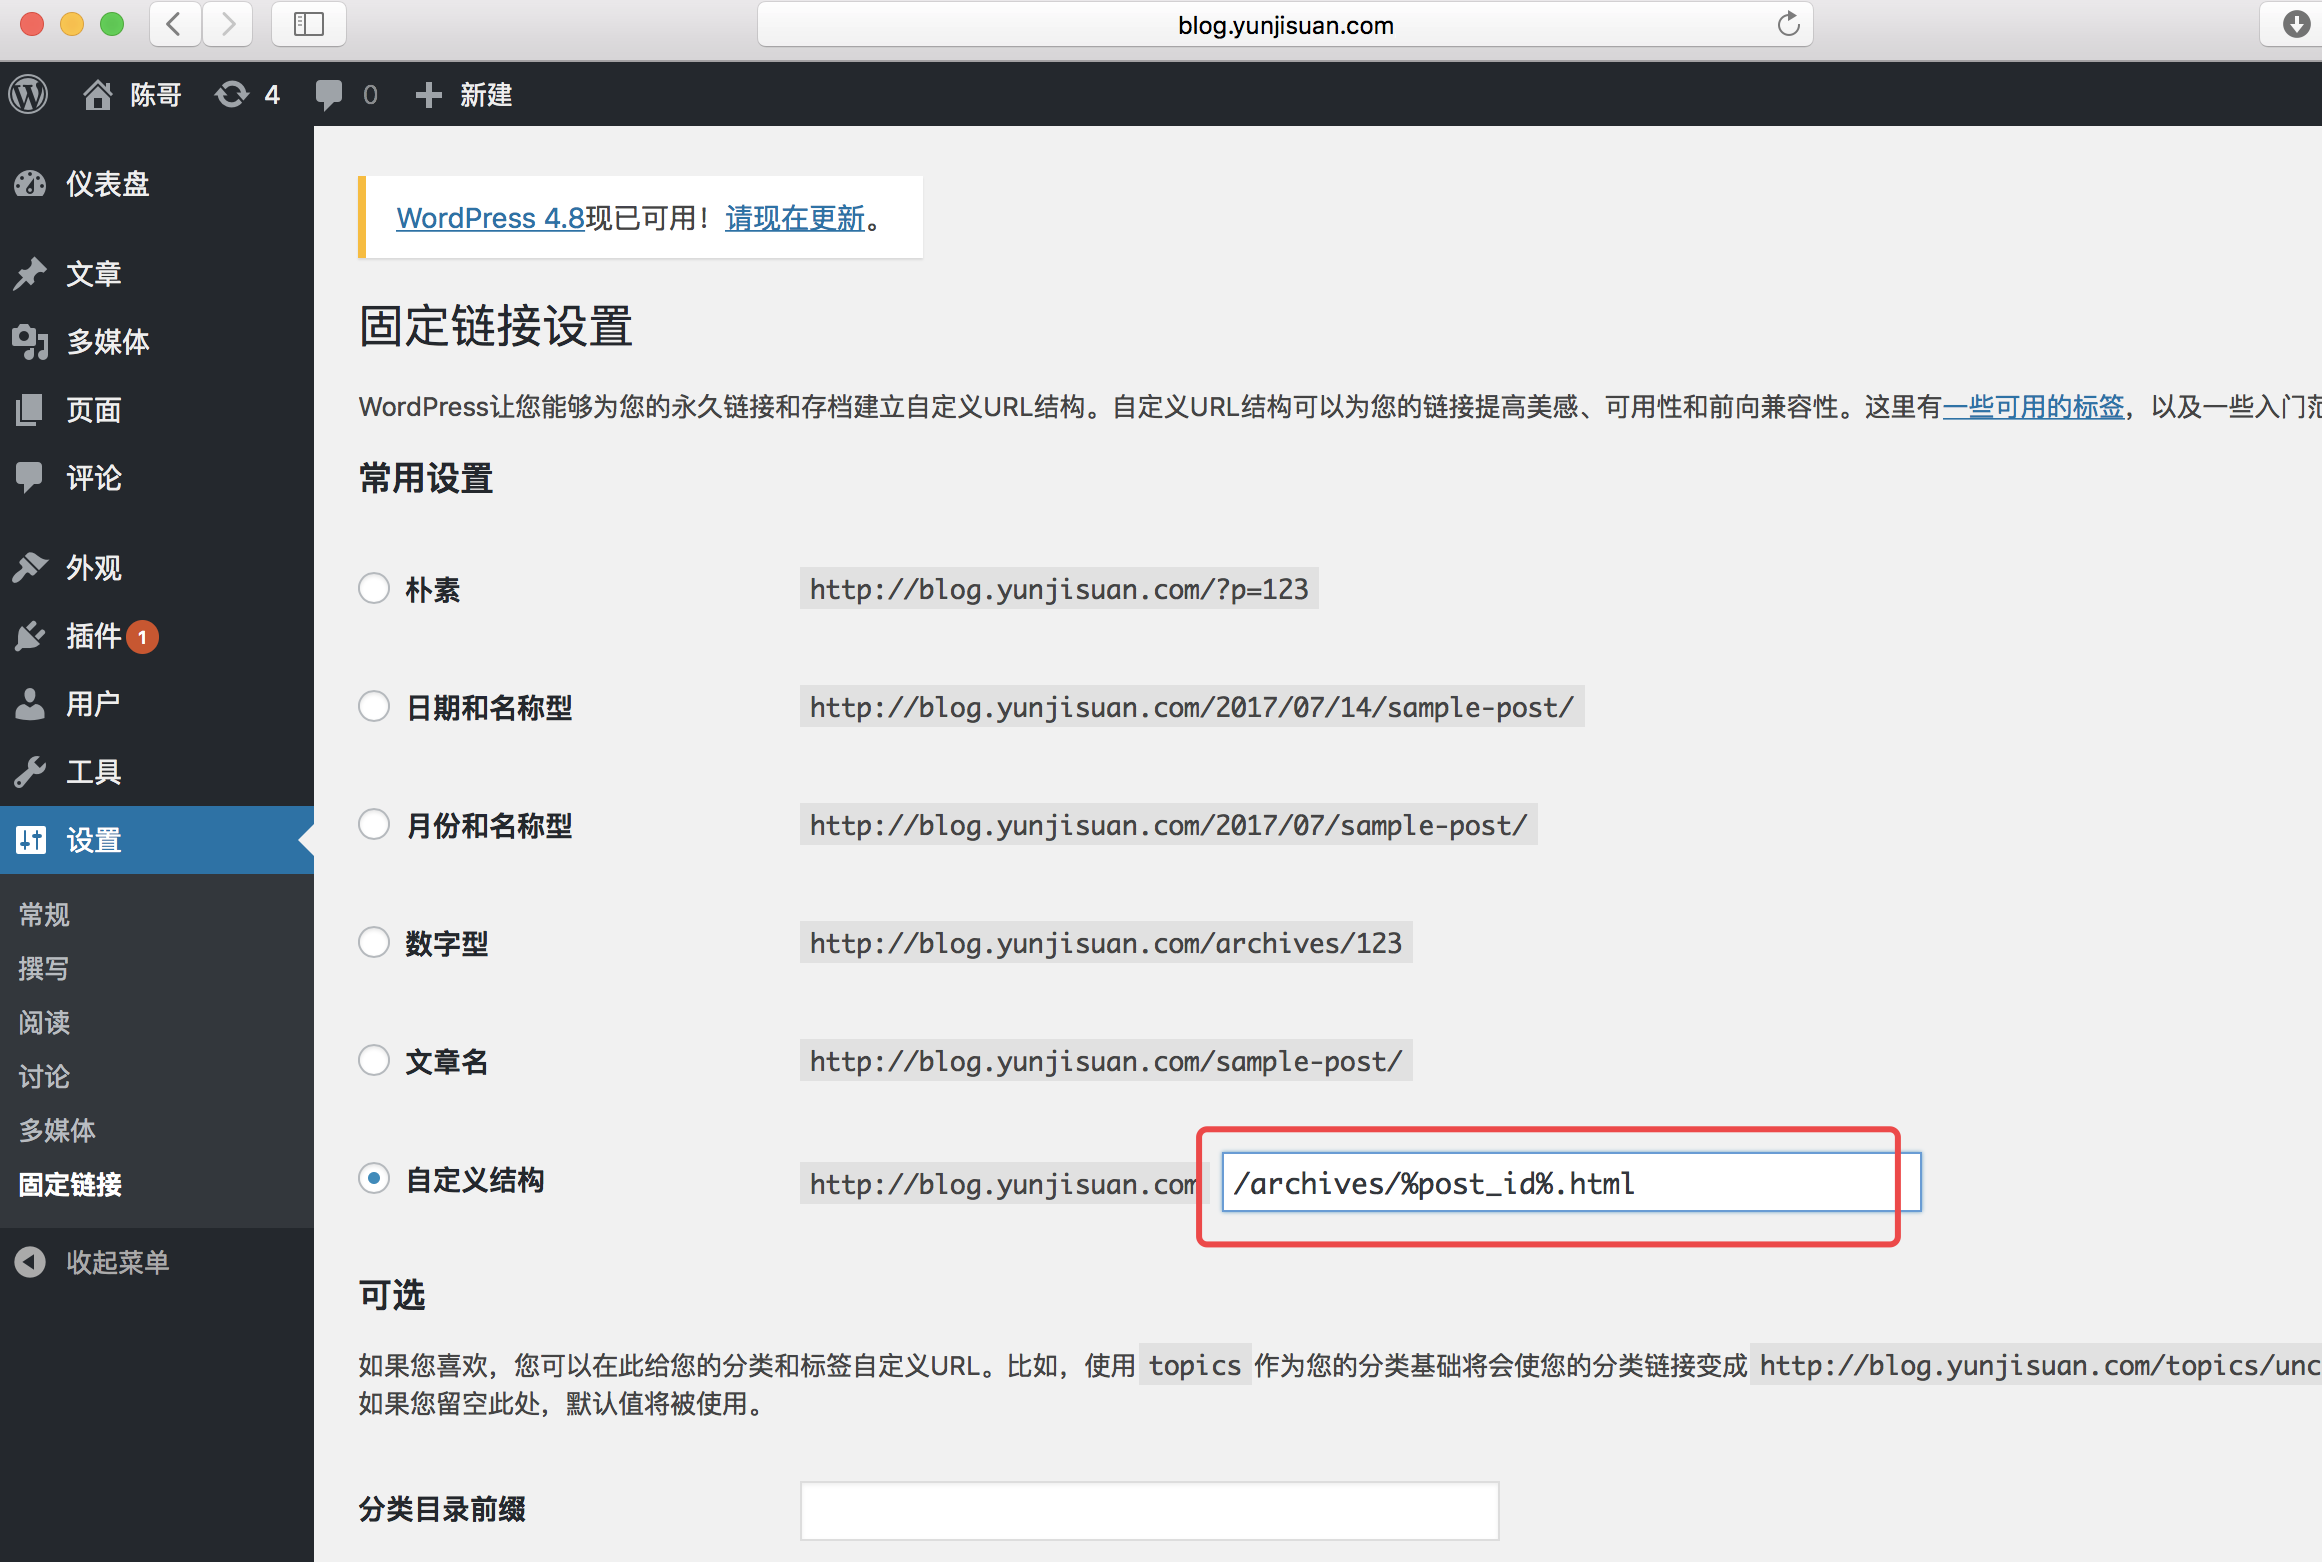 blog.yunjisuan.com
陈哥 4 0 新建
仪表盘
文章
多媒体
页面
评论
外观
插件 1
用户
工具
设置
常规
撰写
阅读
讨论
多媒体
固定链接
收起菜单
WordPress 4.8现已可用！请现在更新。
固定链接设置
WordPress让您能够为您的永久链接和存档建立自定义URL结构。自定义URL结构可以为您的链接提高美感、可用性和前向兼容性。这里有一些可用的标签，以及一些入门范
常用设置
朴素 http://blog.yunjisuan.com/?p=123
日期和名称型 http://blog.yunjisuan.com/2017/07/14/sample-post/
月份和名称型 http://blog.yunjisuan.com/2017/07/sample-post/
数字型 http://blog.yunjisuan.com/archives/123
文章名 http://blog.yunjisuan.com/sample-post/
自定义结构 http://blog.yunjisuan.com /archives/%post_id%.html
可选
如果您喜欢，您可以在此给您的分类和标签自定义URL。比如，使用 topics 作为您的分类基础将会使您的分类链接变成 http://blog.yunjisuan.com/topics/unc
如果您留空此处，默认值将被使用。
分类目录前缀